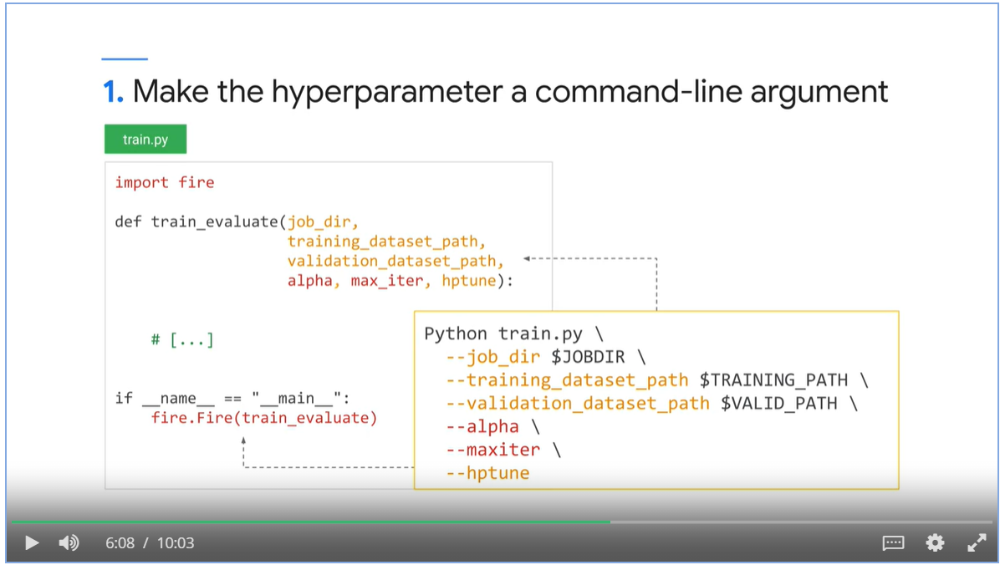 1. Make the hyperparameter a command-line argument
train.py
import fire
def train_evaluate(job_dir,
training_dataset_path,
validation_dataset_path,
alpha, max_iter, hptune):
# [...]
if __name__ == "__main__":
fire.Fire(train_evaluate)
Python train.py \
--job_dir $JOBDIR \
--training_dataset_path $TRAINING_PATH \
--validation_dataset_path $VALID_PATH \
--alpha \
--maxiter \
--hptune
6:08 / 10:03